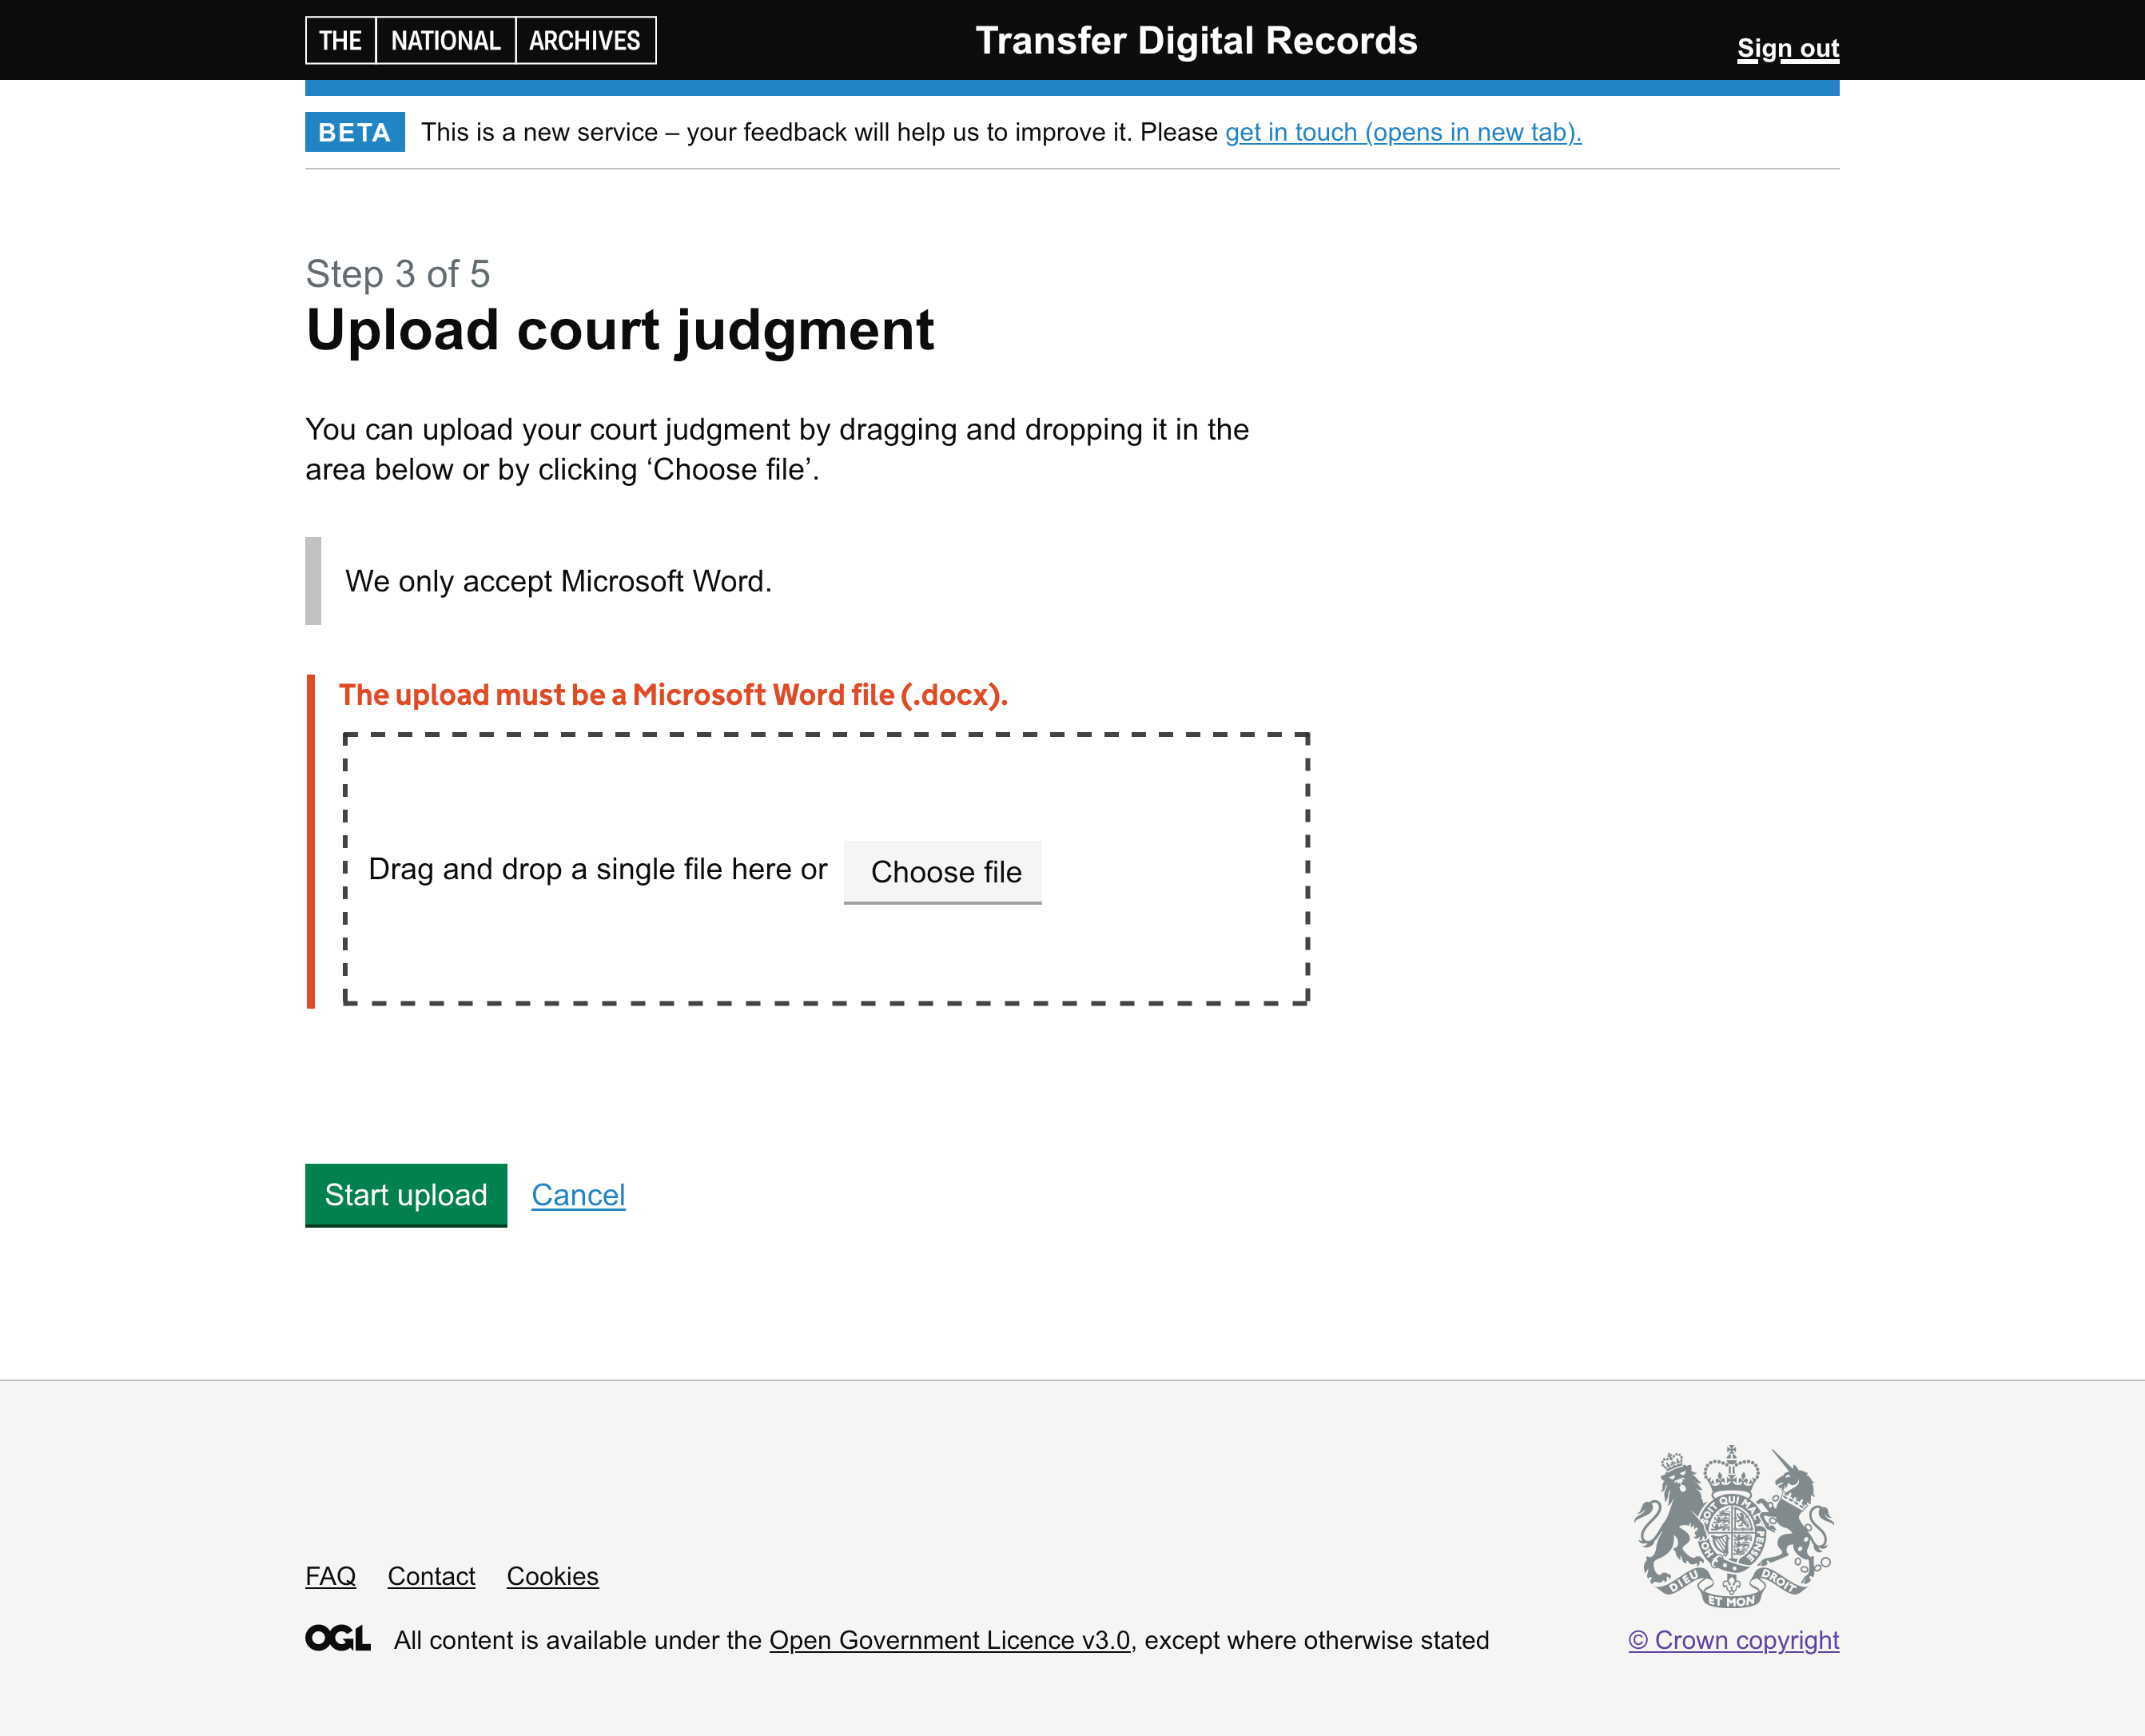 THE NATIONAL ARCHIVES
Transfer Digital Records
Sign out
BETA This is a new service – your feedback will help us to improve it. Please get in touch (opens in new tab).
Step 3 of 5
Upload court judgment
You can upload your court judgment by dragging and dropping it in the
area below or by clicking ‘Choose file’.
We only accept Microsoft Word.
The upload must be a Microsoft Word file (.docx).
Drag and drop a single file here or Choose file
Start upload Cancel
DIEU ET MON DROIT
FAQ Contact Cookies
OGL All content is available under the Open Government Licence v3.0, except where otherwise stated
© Crown copyright